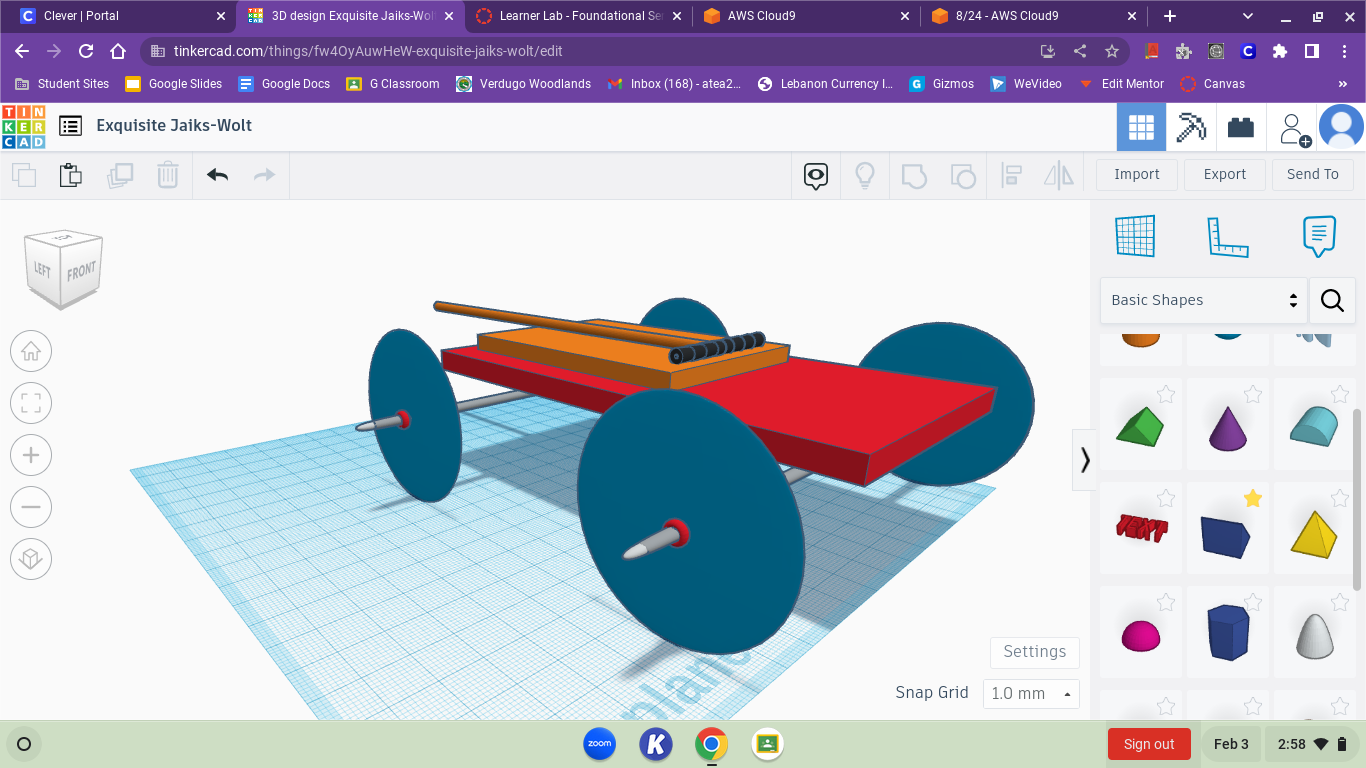 Clever | Portal
3D design Exquisite Jaiks-Wol
Learner Lab - Foundational Se
AWS Cloud9
8/24 - AWS Cloud9
tinkercad.com/things/fw4OyAuwHeW-exquisite-jaiks-wolt/edit
Student Sites
Google Slides
Google Docs
G Classroom
Verdugo Woodlands
Inbox (168) - atea2...
Lebanon Currency I...
Gizmos
WeVideo
Edit Mentor
Canvas
»
TIN
KER
CAD
Exquisite Jaiks-Wolt
Import
Export
Send To
TOP
LEFT
FRONT
Basic Shapes
TEXT
plane
Settings
Snap Grid
1.0 mm
zoom
K
Sign out
Feb 3
2:58